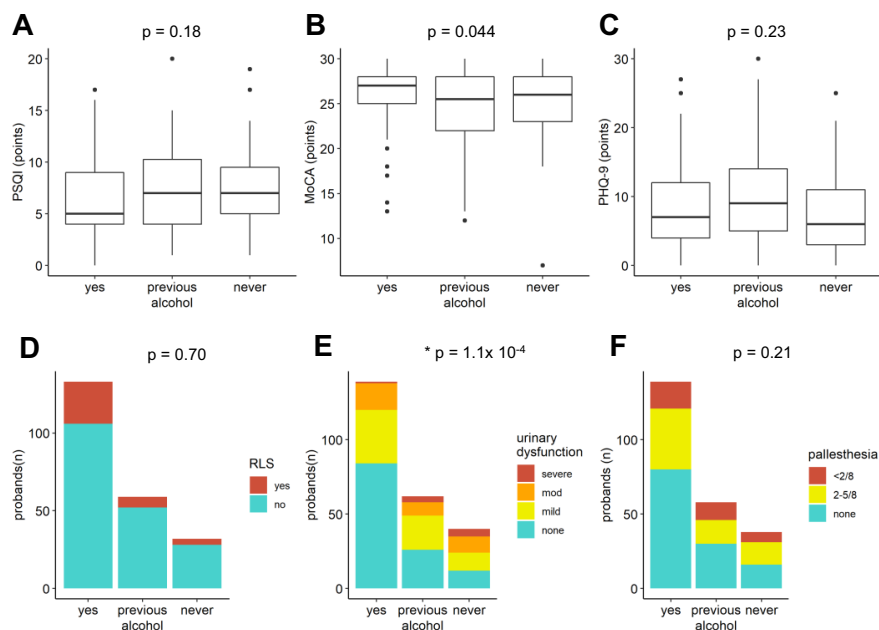 A
p = 0.18
PSQI (points)
20
15
10
5
0
yes
previous
never
alcohol
B
p = 0.044
MoCA (points)
30
25
20
15
10
yes
previous
never
alcohol
C
p = 0.23
PHQ-9 (points)
30
20
10
0
yes
previous
never
alcohol
D
p = 0.70
probands(n)
100
50
0
yes
previous
never
alcohol
RLS
yes
no
E
* p = 1.1x 10⁻⁴
probands(n)
100
50
0
yes
previous
never
alcohol
urinary
dysfunction
severe
mod
mild
none
F
p = 0.21
probands (n)
100
50
0
yes
previous
never
alcohol
pallesthesia
<2/8
2-5/8
none